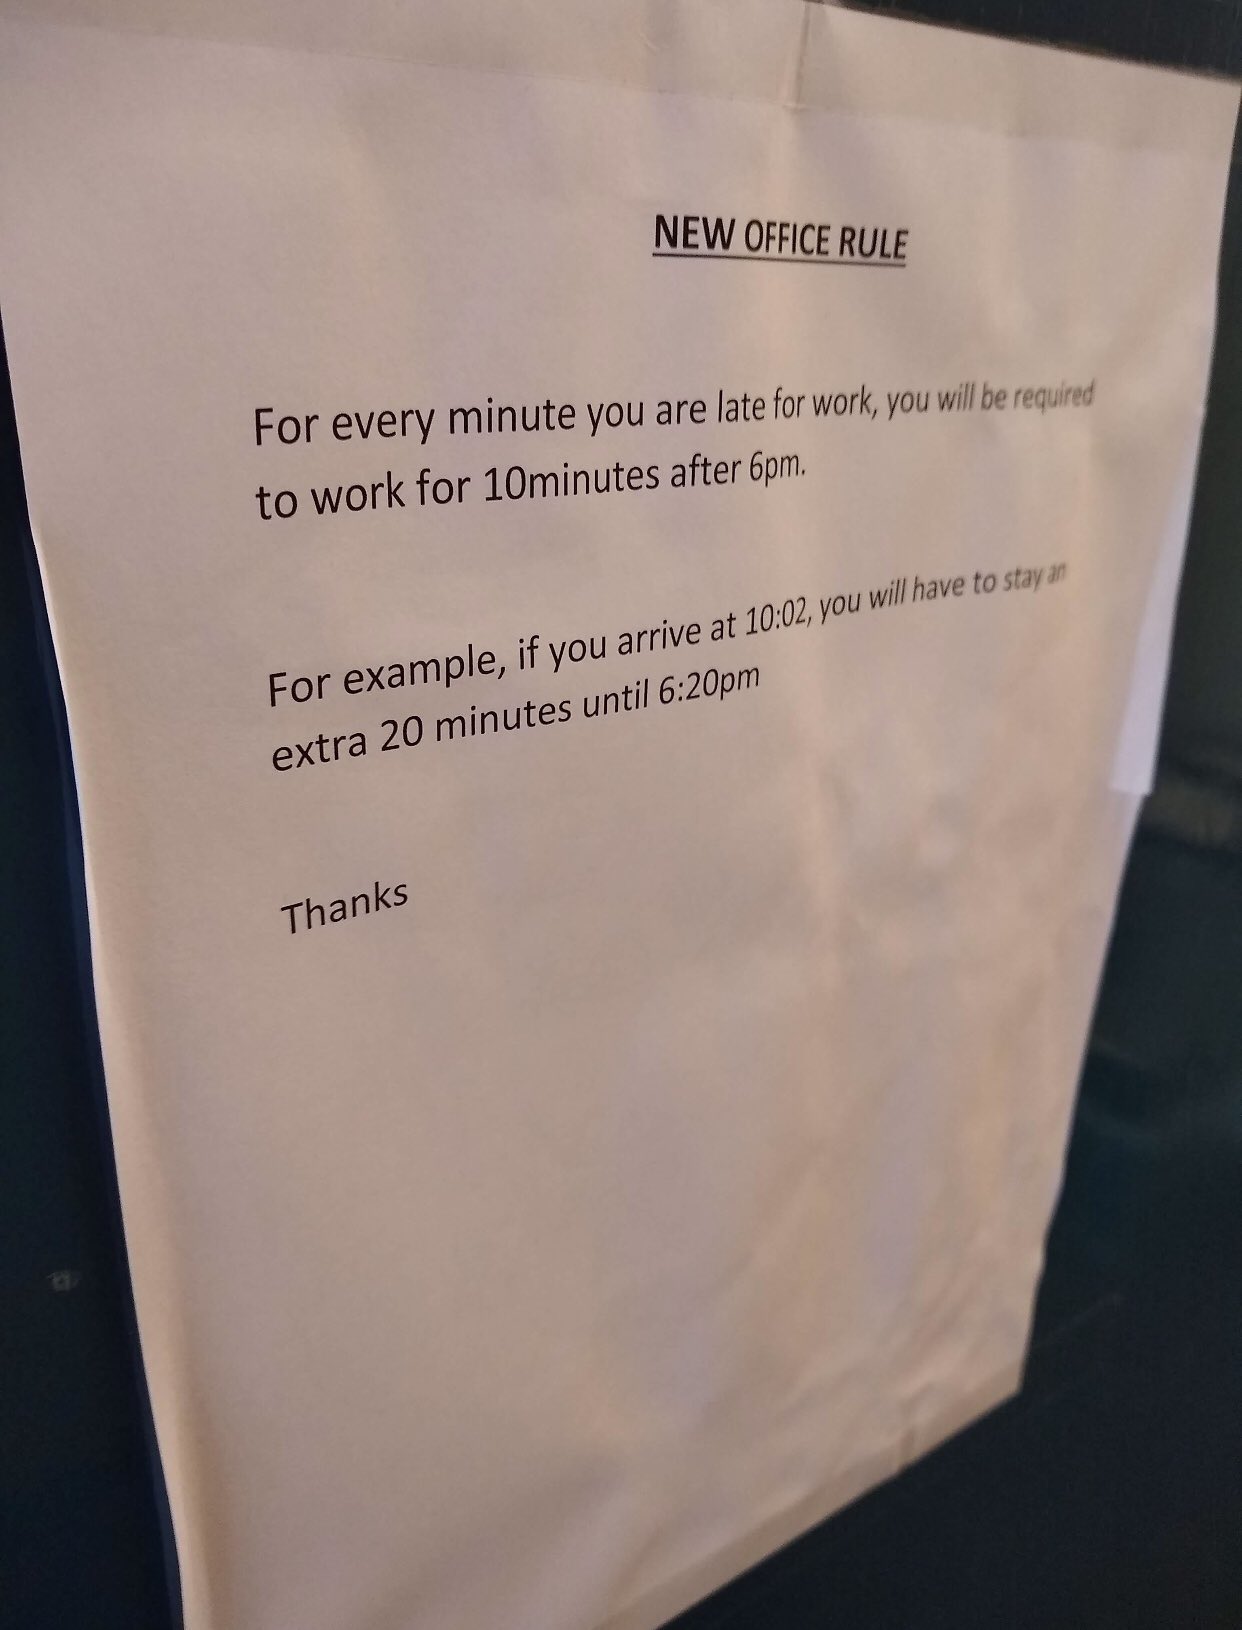 NEW OFFICE RULE
For every minute you are late for work, you will be required
to work for 10minutes after 6pm.
For example, if you arrive at 10:02, you will have to stay an
extra 20 minutes until 6:20pm
Thanks